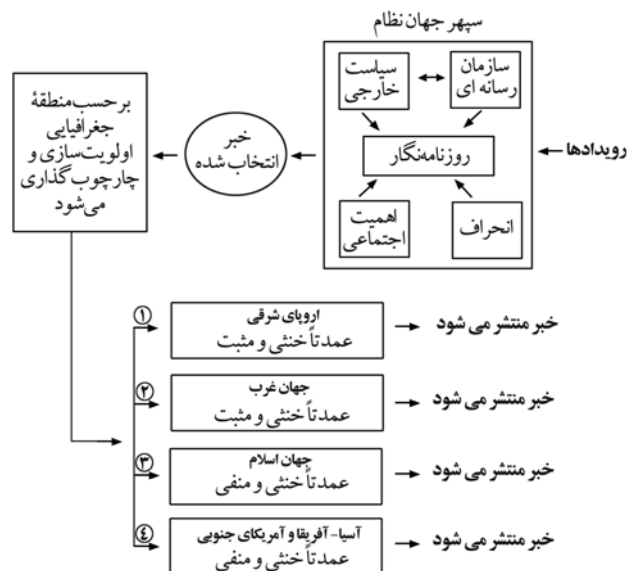 سپهر جهان نظام
سازمان
رسانه ای
سیاست
خارجی
روزنامه‌نگار
انحراف
اهمیت
اجتماعی
رویدادها
خبر
انتخاب شده
برحسب منطقهٔ
جغرافیایی
اولویت‌سازی و
چارچوب گذاری
می‌شود
①
اروپای شرقی
عمدتاً خنثی و مثبت
خبر منتشر می شود
②
جهان غرب
عمدتاً خنثی و مثبت
خبر منتشر می شود
③
جهان اسلام
عمدتاً خنثی و منفی
خبر منتشر می شود
④
آسیا-آفریقا و آمریکای جنوبی
عمدتاً خنثی و منفی
خبر منتشر می شود